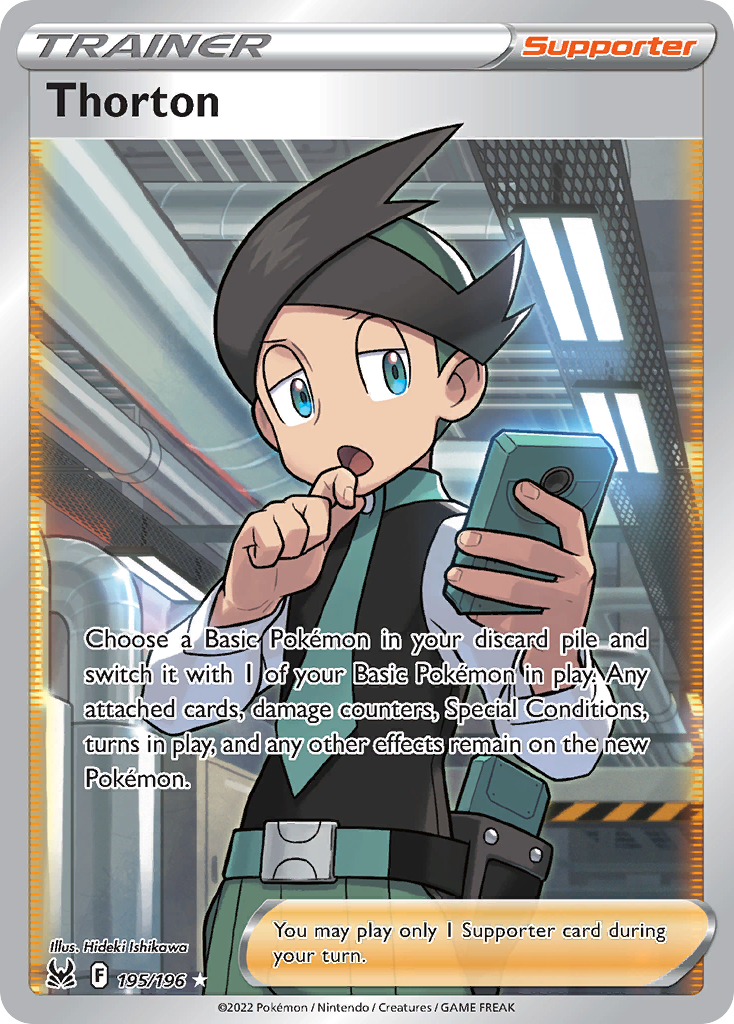 TRAINER
Supporter
Thorton
Choose a Basic Pokémon in your discard pile and
switch it with 1 of your Basic Pokémon in play. Any
attached cards, damage counters, Special Conditions,
turns in play, and any other effects remain on the new
Pokémon.
You may play only 1 Supporter card during
your turn.
Illus. Hideki Ishikawa
F 195/196 ★
©2022 Pokémon / Nintendo / Creatures / GAME FREAK